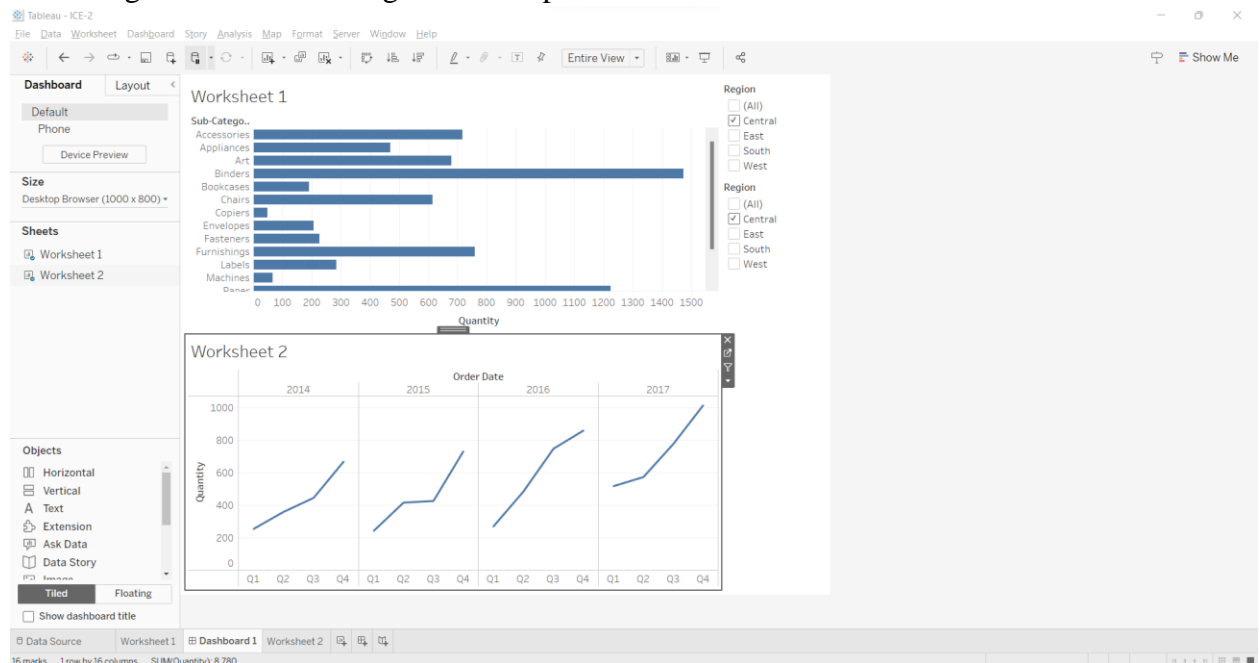 Tableau - ICE-2
File Data Worksheet Dashboard Story Analysis Map Format Server Window Help
Entire View
Show Me
Dashboard Layout
Default
Phone
Device Preview
Size
Desktop Browser (1000 x 800)
Sheets
Worksheet 1
Worksheet 2
Objects
Horizontal
Vertical
A Text
Extension
Ask Data
Data Story
Image
Tiled Floating
Show dashboard title
Worksheet 1
Sub-Catego..
Accessories
Appliances
Art
Binders
Bookcases
Chairs
Copiers
Envelopes
Fasteners
Furnishings
Labels
Machines
Paper
0 100 200 300 400 500 600 700 800 900 1000 1100 1200 1300 1400 1500
Quantity
Region
(All)
Central
East
South
West
Region
(All)
Central
East
South
West
Worksheet 2
Order Date
2014 2015 2016 2017
Quantity
1000
800
600
400
200
0
Q1 Q2 Q3 Q4 Q1 Q2 Q3 Q4 Q1 Q2 Q3 Q4 Q1 Q2 Q3 Q4
Data Source Worksheet 1 Dashboard 1 Worksheet 2
16 marks 1 row by 16 columns SUM(Quantity): 8,780